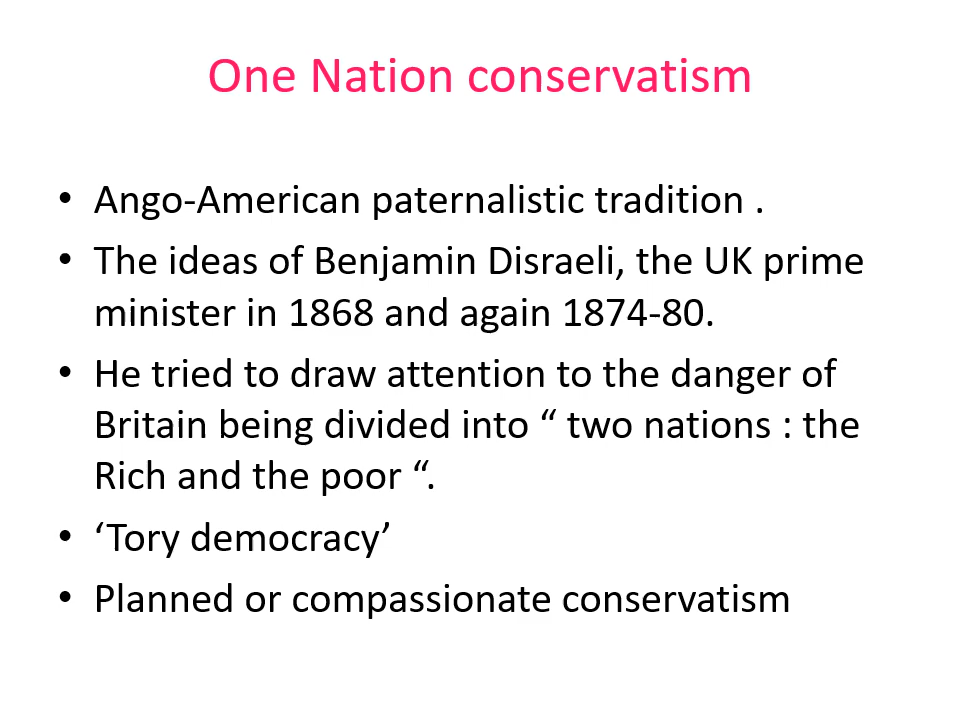 One Nation conservatism
• Ango-American paternalistic tradition .
• The ideas of Benjamin Disraeli, the UK prime
minister in 1868 and again 1874-80.
• He tried to draw attention to the danger of
Britain being divided into “ two nations : the
Rich and the poor “.
• ‘Tory democracy’
• Planned or compassionate conservatism